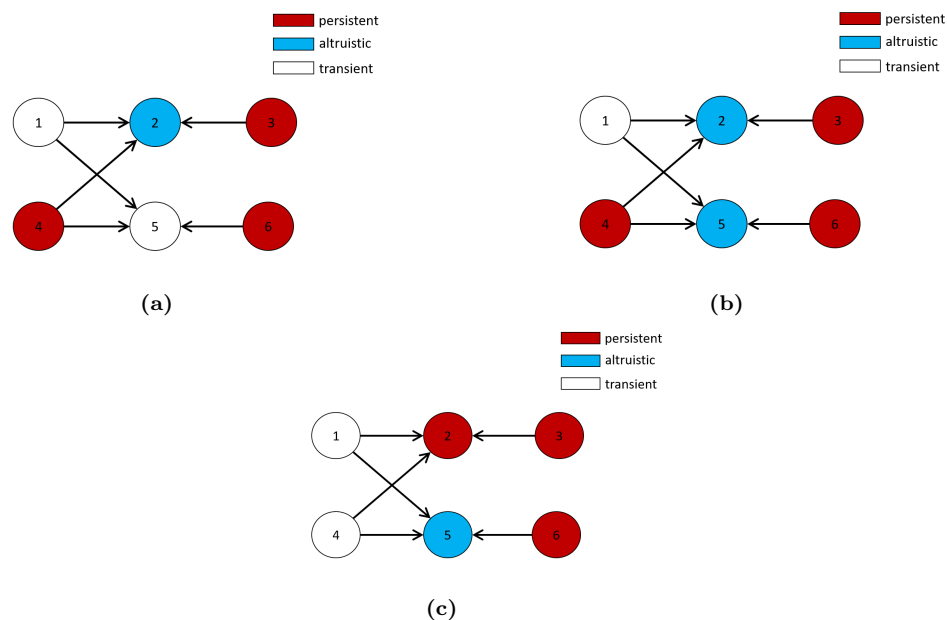 persistent
altruistic
transient
1
2
3
4
5
6
(a)
persistent
altruistic
transient
1
2
3
4
5
6
(b)
persistent
altruistic
transient
1
2
3
4
5
6
(c)